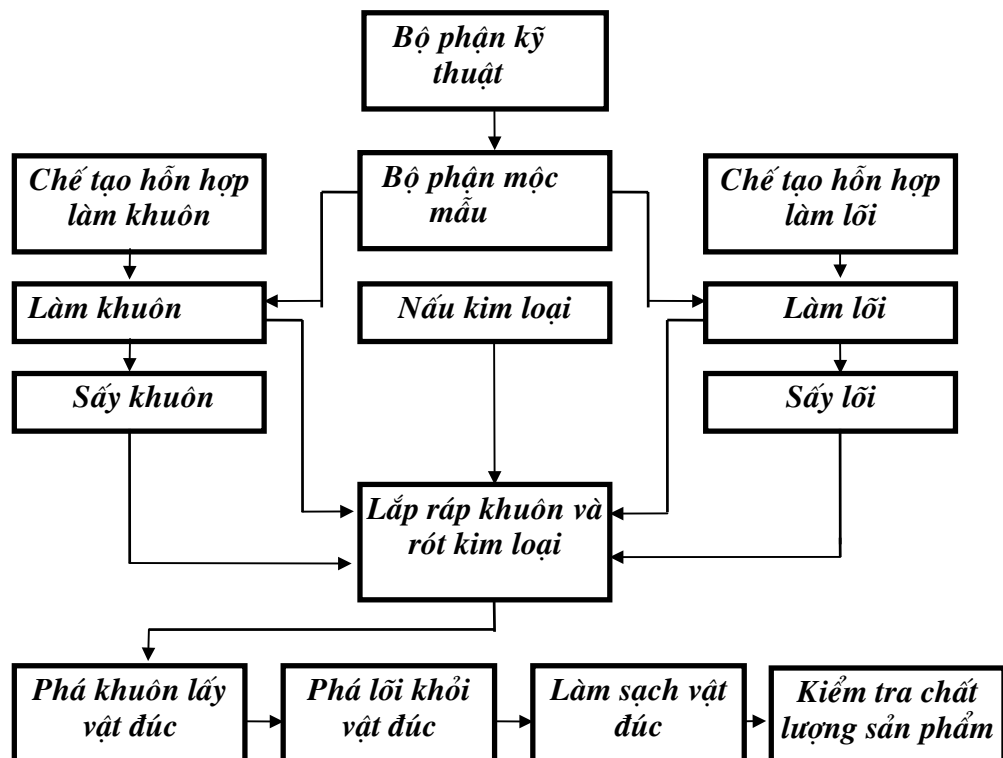 Bộ phận kỹ
thuật
Chế tạo hỗn hợp
làm khuôn
Bộ phận mộc
mẫu
Chế tạo hỗn hợp
làm lõi
Làm khuôn
Nấu kim loại
Làm lõi
Sấy khuôn
Sấy lõi
Lắp ráp khuôn và
rót kim loại
Phá khuôn lấy
vật đúc
Phá lõi khỏi
vật đúc
Làm sạch vật
đúc
Kiểm tra chất
lượng sản phẩm